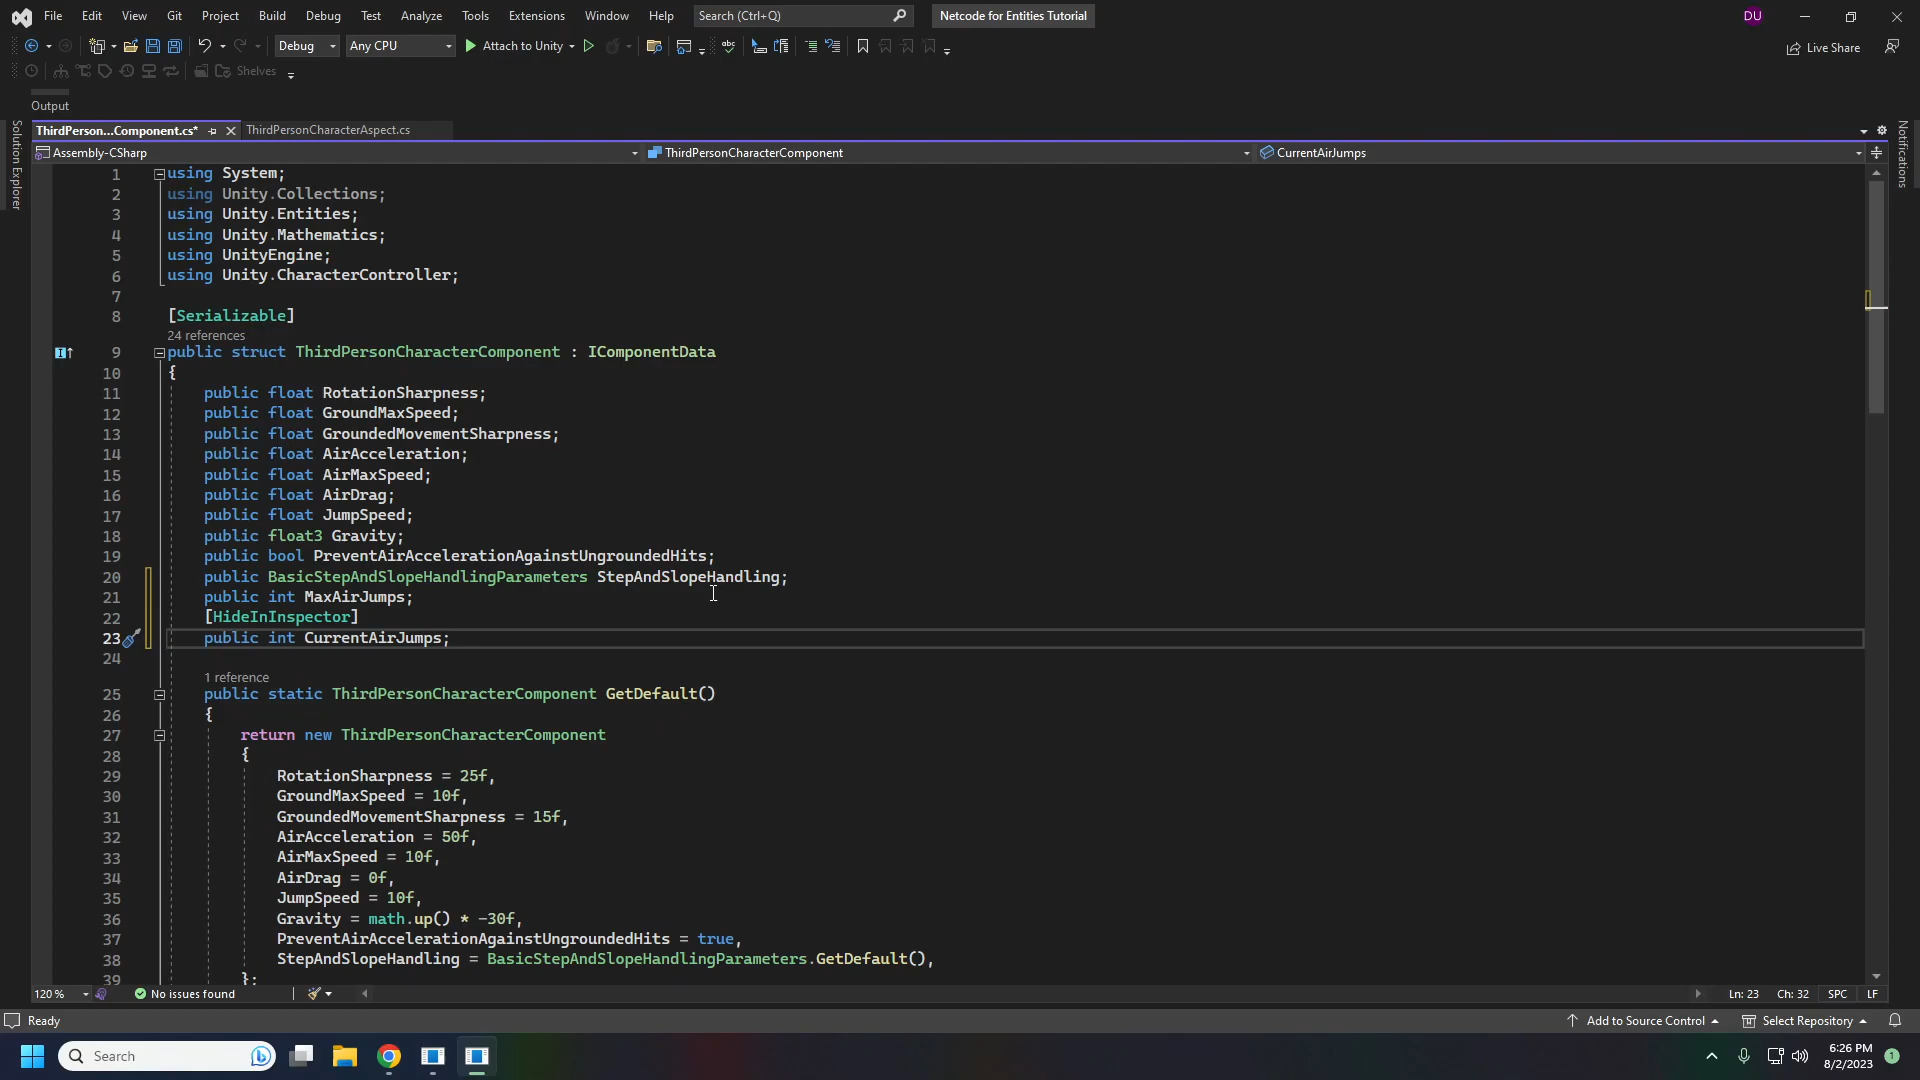 File Edit View Git Project Build Debug Test Analyze Tools Extensions Window Help Search (Ctrl+Q) Netcode for Entities Tutorial DU
Debug Any CPU Attach to Unity abc Live Share
Shelves
Output
ThirdPerson...Component.cs* ThirdPersonCharacterAspect.cs
Assembly-CSharp ThirdPersonCharacterComponent CurrentAirJumps
Solution Explorer
Notifications
1 using System;
2 using Unity.Collections;
3 using Unity.Entities;
4 using Unity.Mathematics;
5 using UnityEngine;
6 using Unity.CharacterController;
7
8 [Serializable]
24 references
9 public struct ThirdPersonCharacterComponent : IComponentData
10 {
11 public float RotationSharpness;
12 public float GroundMaxSpeed;
13 public float GroundedMovementSharpness;
14 public float AirAcceleration;
15 public float AirMaxSpeed;
16 public float AirDrag;
17 public float JumpSpeed;
18 public float3 Gravity;
19 public bool PreventAirAccelerationAgainstUngroundedHits;
20 public BasicStepAndSlopeHandlingParameters StepAndSlopeHandling;
21 public int MaxAirJumps;
22 [HideInInspector]
23 public int CurrentAirJumps;
24
1 reference
25 public static ThirdPersonCharacterComponent GetDefault()
26 {
27 return new ThirdPersonCharacterComponent
28 {
29 RotationSharpness = 25f,
30 GroundMaxSpeed = 10f,
31 GroundedMovementSharpness = 15f,
32 AirAcceleration = 50f,
33 AirMaxSpeed = 10f,
34 AirDrag = 0f,
35 JumpSpeed = 10f,
36 Gravity = math.up() * -30f,
37 PreventAirAccelerationAgainstUngroundedHits = true,
38 StepAndSlopeHandling = BasicStepAndSlopeHandlingParameters.GetDefault(),
39 };
120 % No issues found Ln: 23 Ch: 32 SPC LF
Ready Add to Source Control Select Repository
Search 6:26 PM
8/2/2023 1